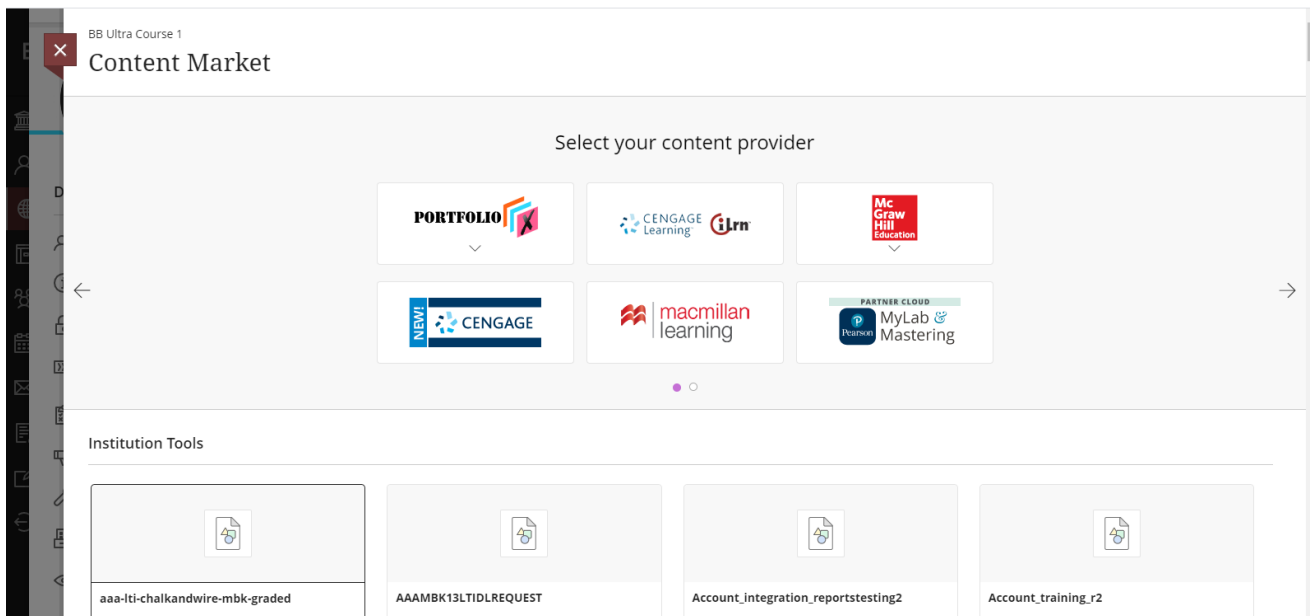 BB Ultra Course 1
Content Market
Select your content provider
PORTFOLIO X
CENGAGE Learning iLrn
Mc Graw Hill Education
NEW! CENGAGE
macmillan learning
PARTNER CLOUD
P Pearson MyLab & Mastering
Institution Tools
aaa-lti-chalkandwire-mbk-graded
AAAMBK13LTIDLREQUEST
Account_integration_reportstesting2
Account_training_r2